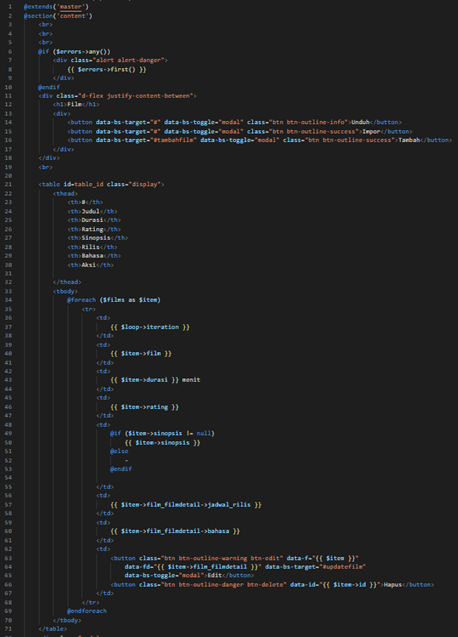 1 @extends('master')
2 @section('content')
3 <br>
4 <br>
5 <br>
6 @if ($errors->any())
7 <div class="alert alert-danger">
8 {{ $errors->first() }}
9 </div>
10 @endif
11 <div class="d-flex justify-content-between">
12 <h1>Film</h1>
13 <div>
14 <button data-bs-target="#" data-bs-toggle="modal" class="btn btn-outline-info">Unduh</button>
15 <button data-bs-target="#" data-bs-toggle="modal" class="btn btn-outline-success">Impor</button>
16 <button data-bs-target="#tambahfilm" data-bs-toggle="modal" class="btn btn-outline-success">Tambah</button>
17 </div>
18 </div>
19 <br>
20
21 <table id=table_id class="display">
22 <thead>
23 <th>#</th>
24 <th>Judul</th>
25 <th>Durasi</th>
26 <th>Rating</th>
27 <th>Sinopsis</th>
28 <th>Rilis</th>
29 <th>Bahasa</th>
30 <th>Aksi</th>
31
32 </thead>
33 <tbody>
34 @foreach ($films as $item)
35 <tr>
36 <td>
37 {{ $loop->iteration }}
38 </td>
39 <td>
40 {{ $item->film }}
41 </td>
42 <td>
43 {{ $item->durasi }} menit
44 </td>
45 <td>
46 {{ $item->rating }}
47 </td>
48 <td>
49 @if ($item->sinopsis != null)
50 {{ $item->sinopsis }}
51 @else
52 -
53 @endif
54
55 </td>
56 <td>
57 {{ $item->film_filmdetail->jadwal_rilis }}
58 </td>
59 <td>
60 {{ $item->film_filmdetail->bahasa }}
61 </td>
62 <td>
63 <button class="btn btn-outline-warning btn-edit" data-f="{{ $item }}"
64 data-fd="{{ $item->film_filmdetail }}" data-bs-target="#updatefilm"
65 data-bs-toggle="modal">Edit</button>
66 <button class="btn btn-outline-danger btn-delete" data-id="{{ $item->id }}">Hapus</button>
67 </td>
68 </tr>
69 @endforeach
70 </tbody>
71 </table>